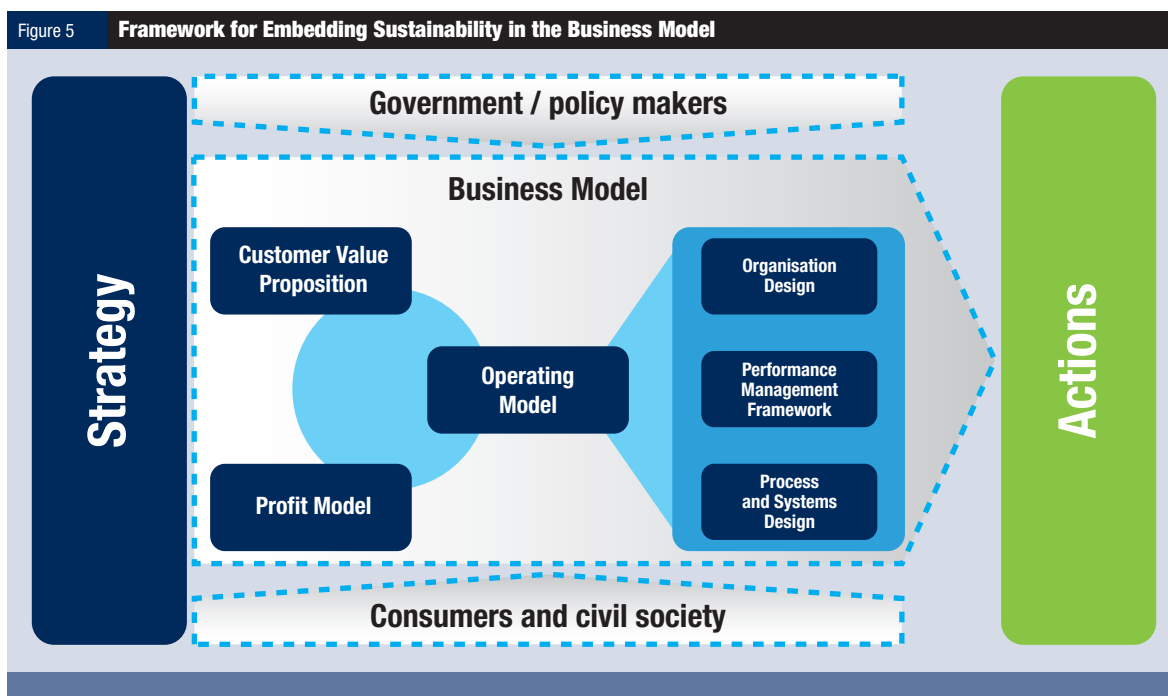 Figure 5
Framework for Embedding Sustainability in the Business Model
Strategy
Government / policy makers
Business Model
Customer Value
Proposition
Profit Model
Operating
Model
Organisation
Design
Performance
Management
Framework
Process
and Systems
Design
Consumers and civil society
Actions